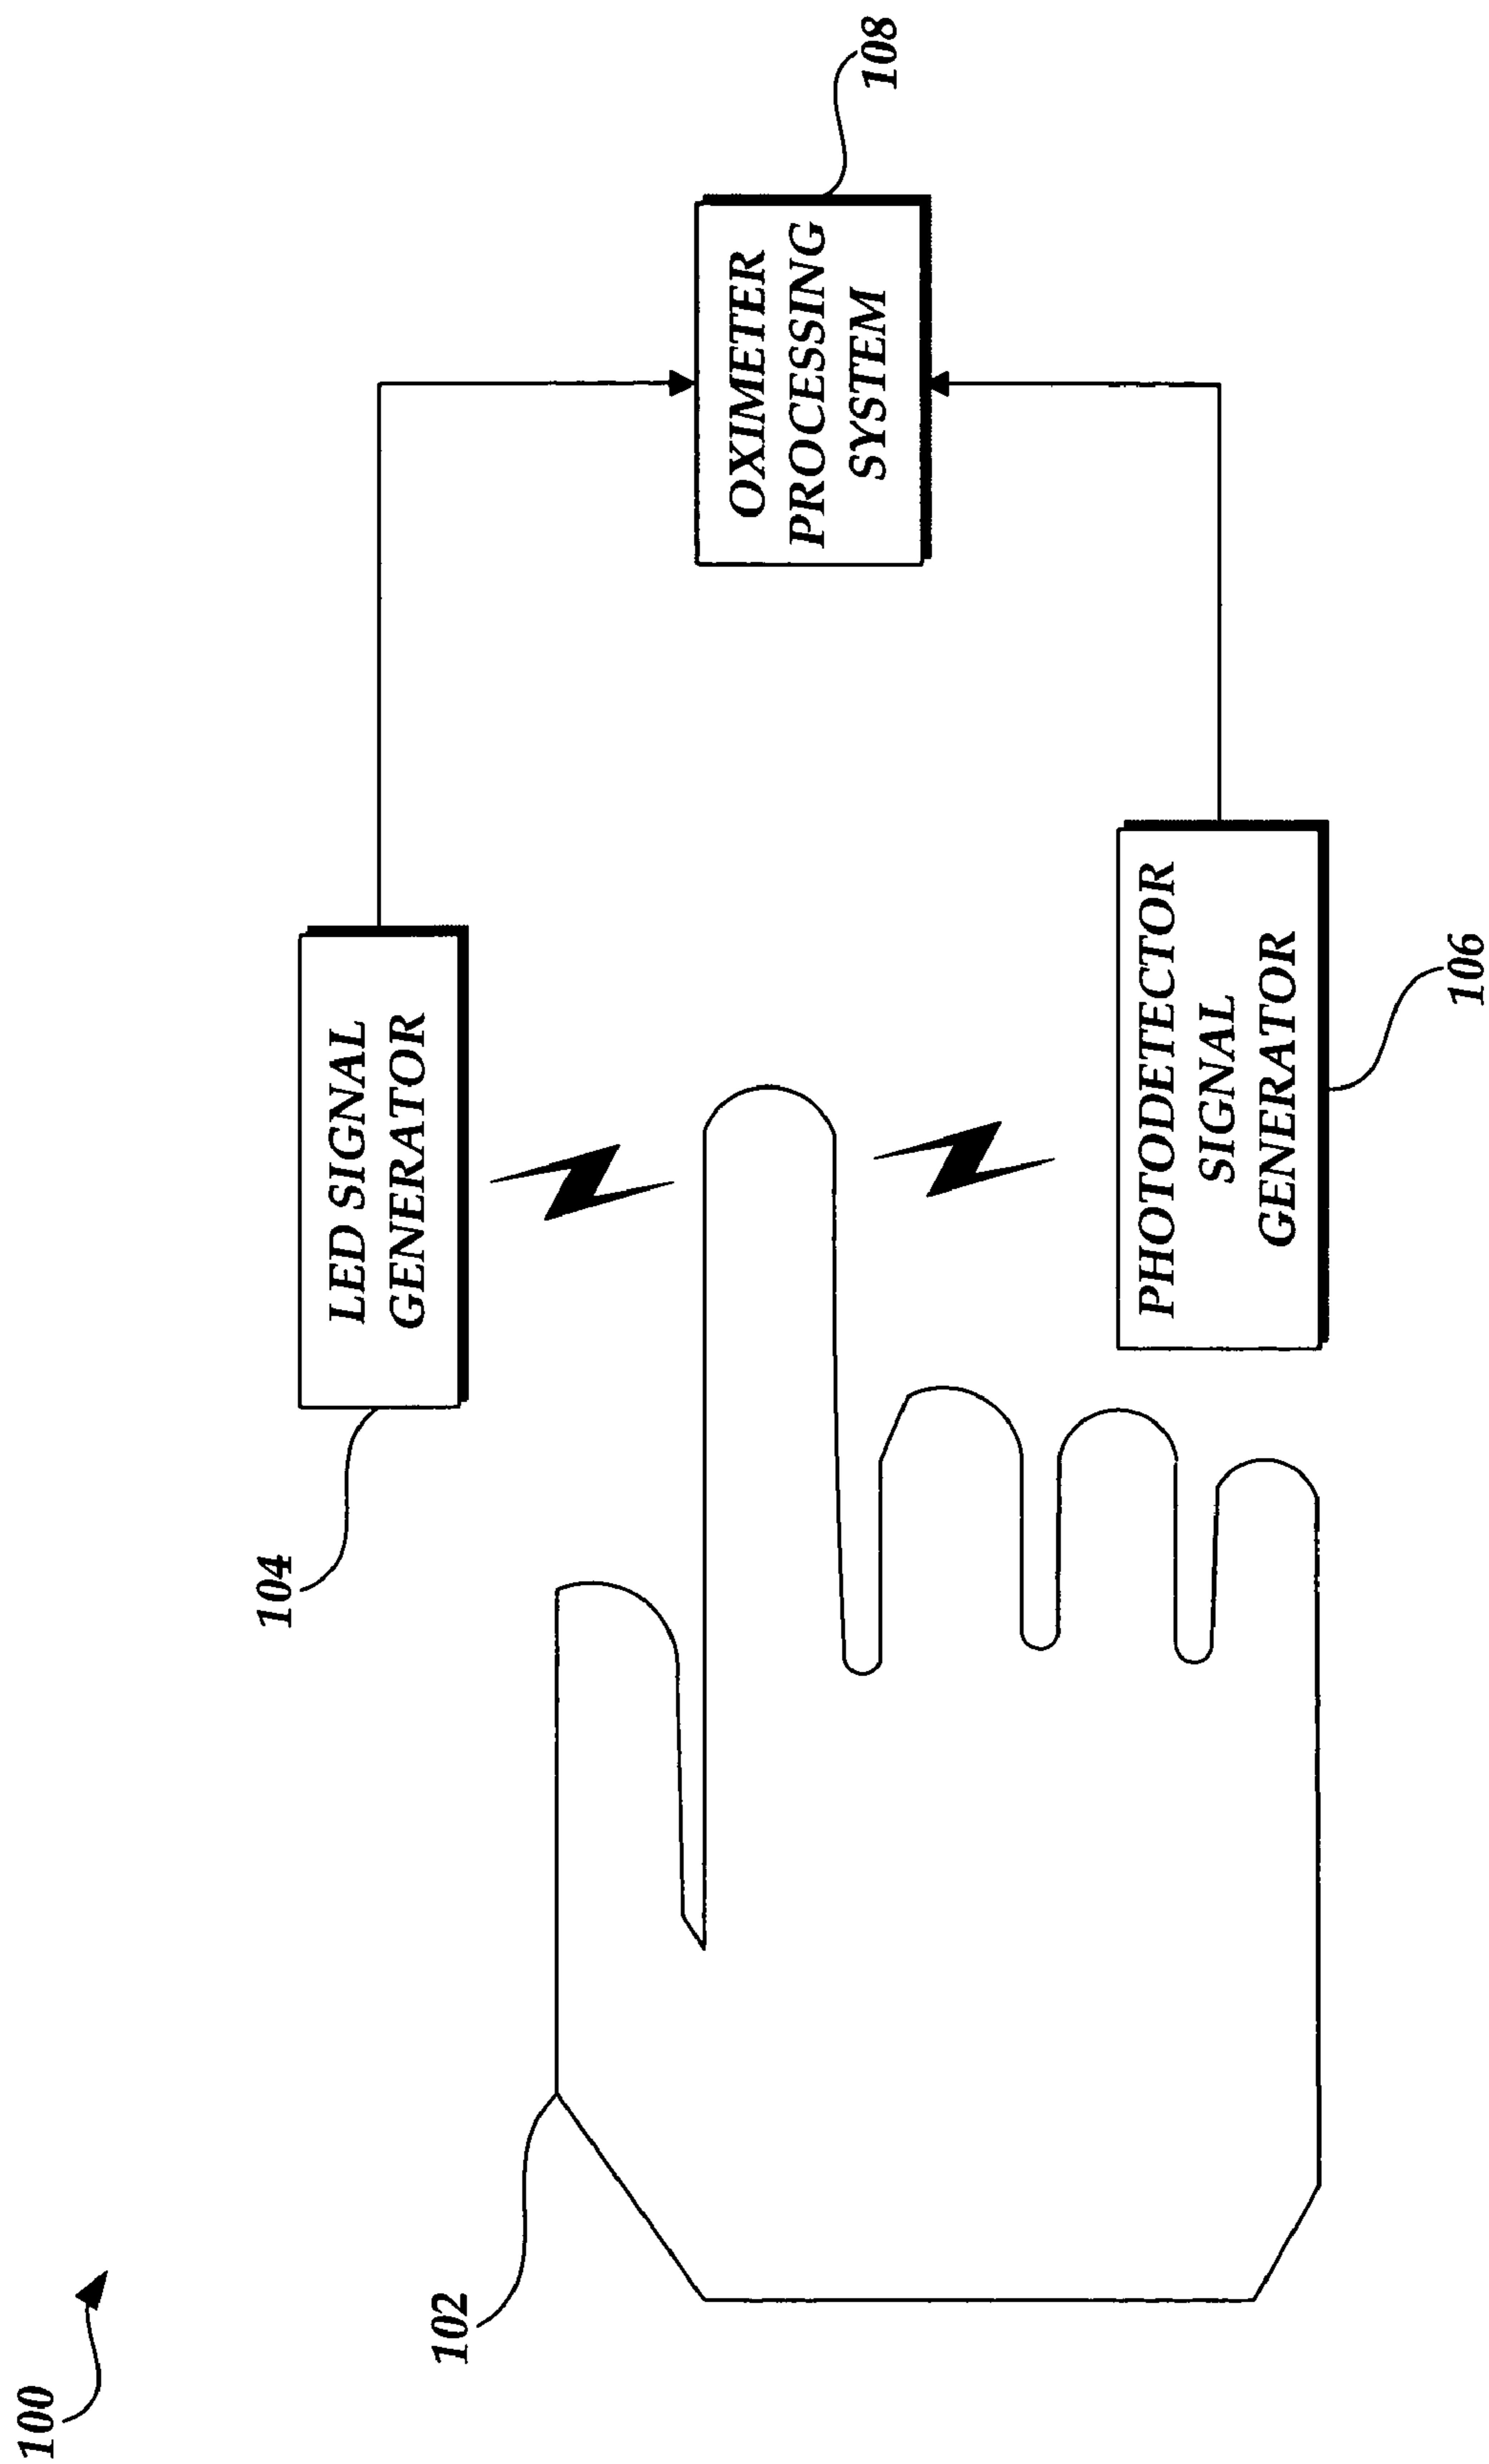 100
102
104
LED SIGNAL
GENERATOR
OXIMETER
PROCESSING
SYSTEM
108
PHOTODETECTOR
SIGNAL
GENERATOR
106